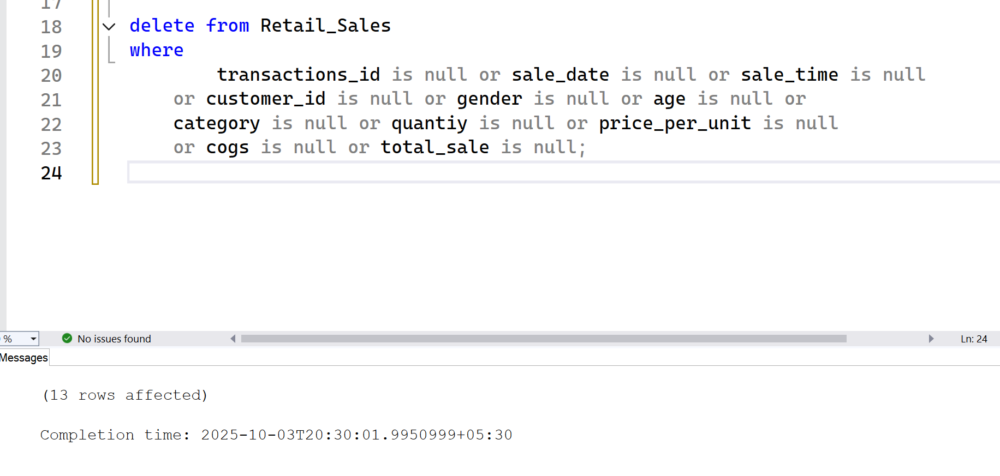 17
18 delete from Retail_Sales
19 where
20 transactions_id is null or sale_date is null or sale_time is null
21 or customer_id is null or gender is null or age is null or
22 category is null or quantiy is null or price_per_unit is null
23 or cogs is null or total_sale is null;
24
% No issues found Ln: 24
Messages
(13 rows affected)
Completion time: 2025-10-03T20:30:01.9950999+05:30